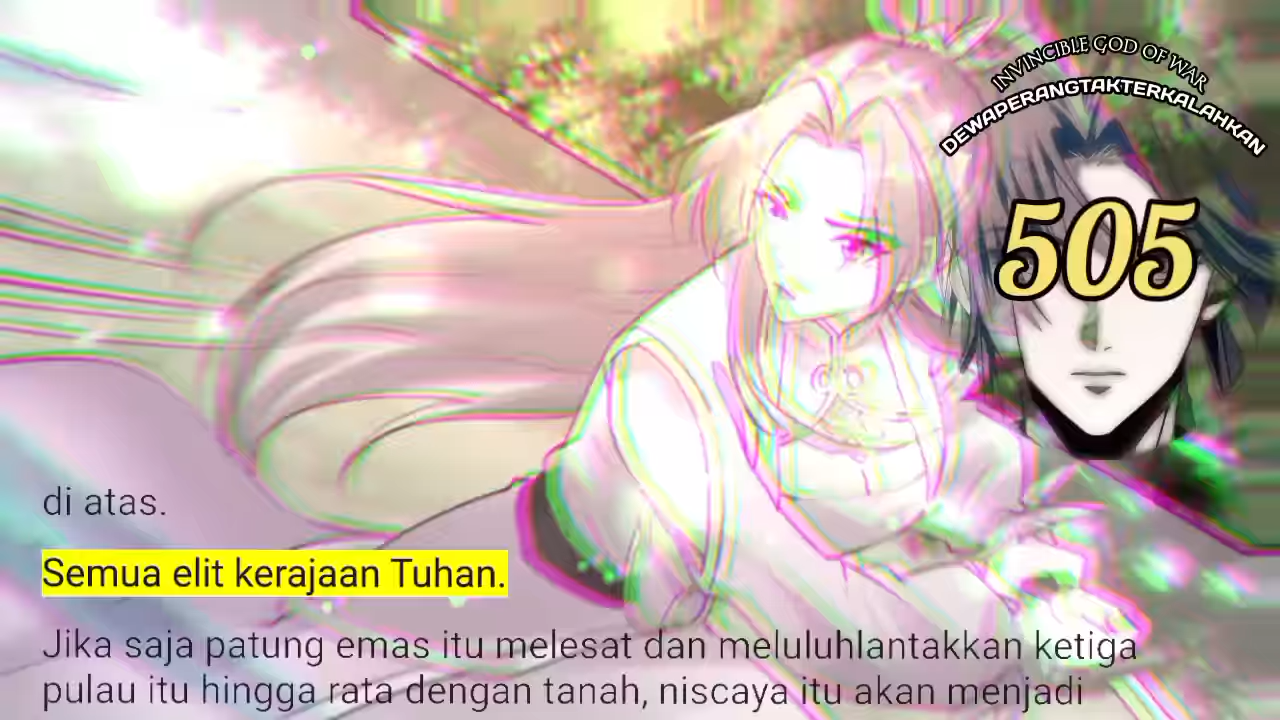 INVINCIBLE GOD OF WAR
DEWAPERANGTAKTERKALAHKAN
505
di atas.
Semua elit kerajaan Tuhan.
Jika saja patung emas itu melesat dan meluluhlantakkan ketiga
pulau itu hingga rata dengan tanah, niscaya itu akan menjadi